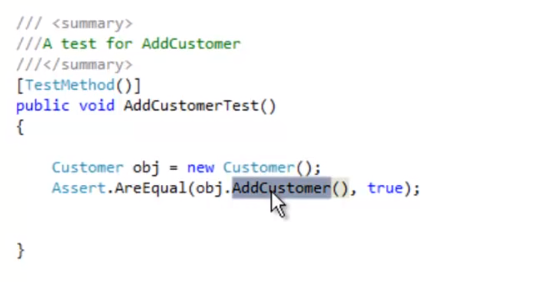 /// <summary>
///A test for AddCustomer
///</summary>
[TestMethod()]
public void AddCustomerTest()
{
Customer obj = new Customer();
Assert.AreEqual(obj.AddCustomer(), true);
}